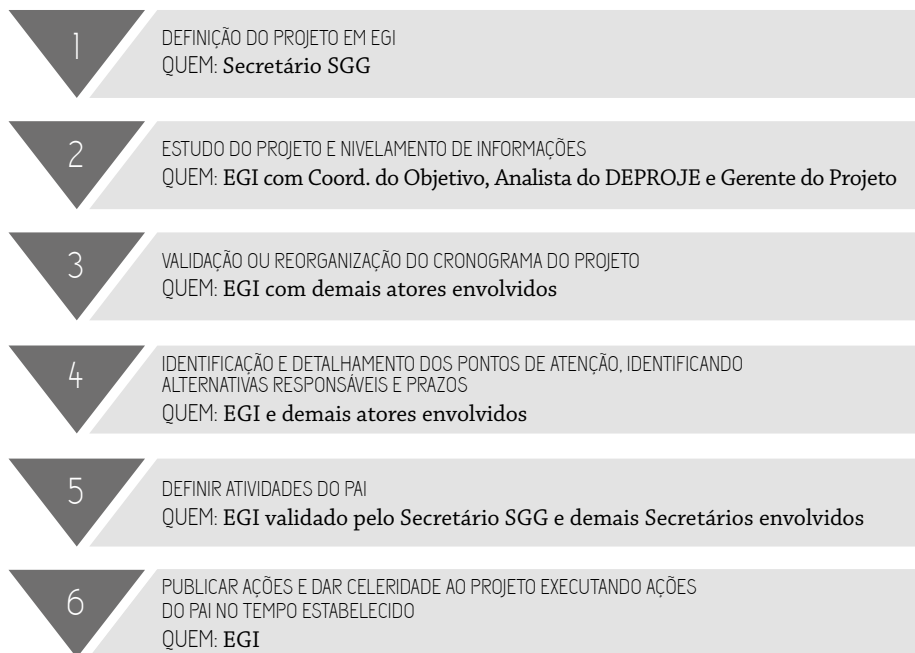 1
DEFINIÇÃO DO PROJETO EM EGI
QUEM: Secretário SGG
2
ESTUDO DO PROJETO E NIVELAMENTO DE INFORMAÇÕES
QUEM: EGI com Coord. do Objetivo, Analista do DEPROJE e Gerente do Projeto
3
VALIDAÇÃO OU REORGANIZAÇÃO DO CRONOGRAMA DO PROJETO
QUEM: EGI com demais atores envolvidos
4
IDENTIFICAÇÃO E DETALHAMENTO DOS PONTOS DE ATENÇÃO, IDENTIFICANDO
ALTERNATIVAS RESPONSÁVEIS E PRAZOS
QUEM: EGI e demais atores envolvidos
5
DEFINIR ATIVIDADES DO PAI
QUEM: EGI validado pelo Secretário SGG e demais Secretários envolvidos
6
PUBLICAR AÇÕES E DAR CELERIDADE AO PROJETO EXECUTANDO AÇÕES
DO PAI NO TEMPO ESTABELECIDO
QUEM: EGI